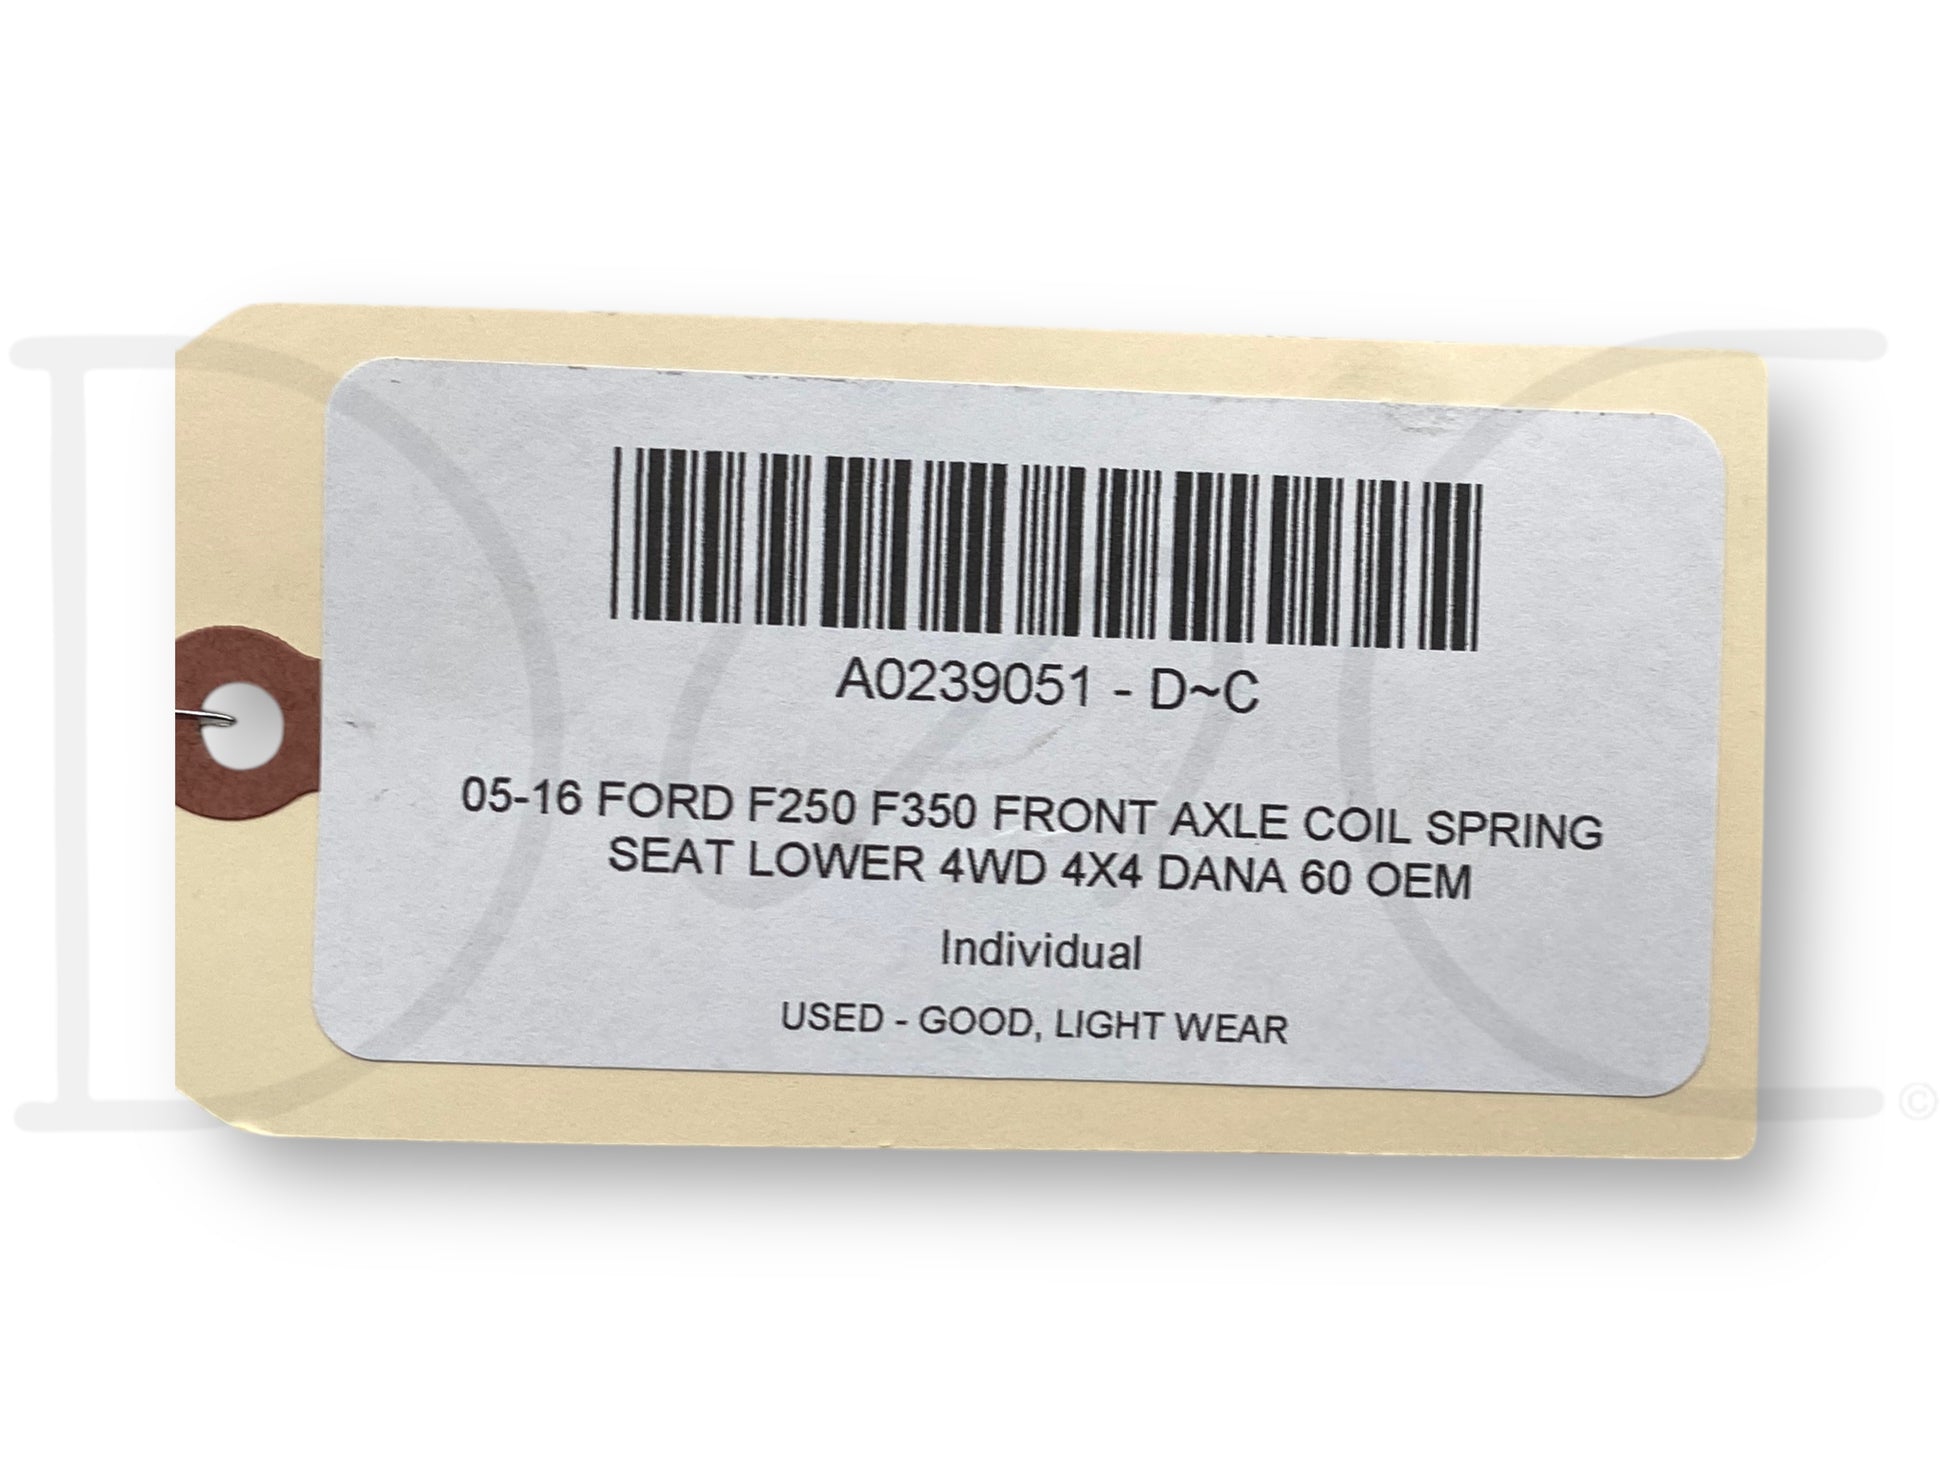 A0239051 - D~C
05-16 FORD F250 F350 FRONT AXLE COIL SPRING
SEAT LOWER 4WD 4X4 DANA 60 OEM
Individual
USED - GOOD, LIGHT WEAR
©